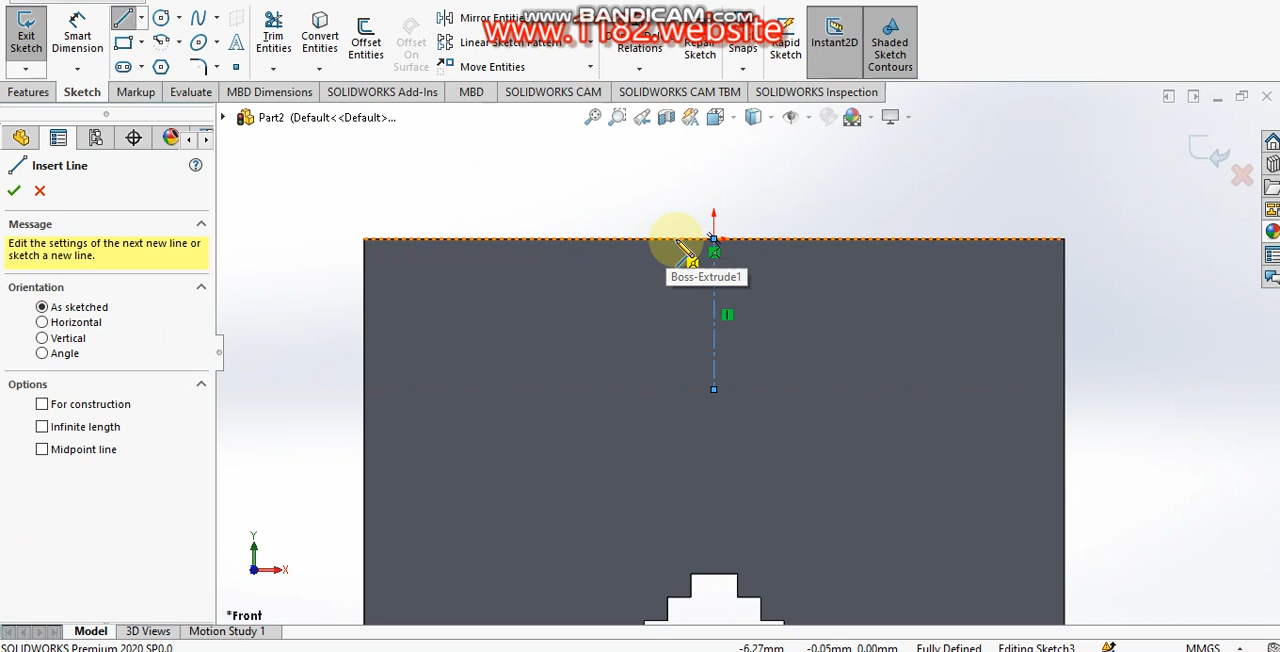 www.BANDICAM.com
www.1182.website
Exit Sketch
Smart Dimension
Trim Entities
Convert Entities
Offset Entities
Offset On Surface
Mirror Entities
Linear Sketch Pattern
Move Entities
Relations
Repair Sketch
Snaps
Rapid Sketch
Instant2D
Shaded Sketch Contours
Features
Sketch
Markup
Evaluate
MBD Dimensions
SOLIDWORKS Add-Ins
MBD
SOLIDWORKS CAM
SOLIDWORKS CAM TBM
SOLIDWORKS Inspection
Part2 (Default<<Default>...
Insert Line
Message
Edit the settings of the next new line or
sketch a new line.
Orientation
As sketched
Horizontal
Vertical
Angle
Options
For construction
Infinite length
Midpoint line
Boss-Extrude1
Y
X
*Front
Model
3D Views
Motion Study 1
SOLIDWORKS Premium 2020 SP0.0
-6.27mm
-0.05mm
0.00mm
Fully Defined
Editing Sketch3
MMGS